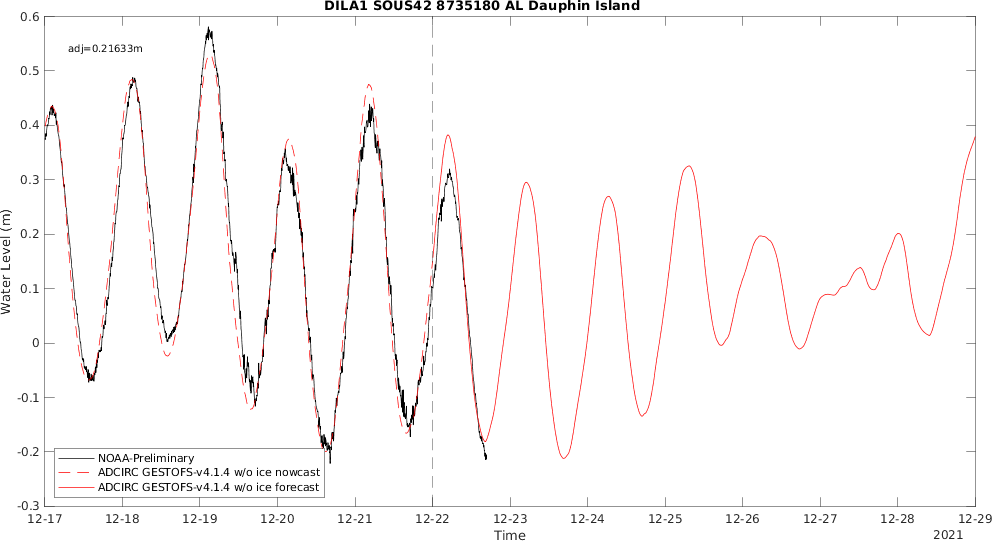 DILA1 SOUS42 8735180 AL Dauphin Island
adj=0.21633m
Water Level (m)
0.6
0.5
0.4
0.3
0.2
0.1
0
-0.1
-0.2
-0.3
NOAA-Preliminary
ADCIRC GESTOFS-v4.1.4 w/o ice nowcast
ADCIRC GESTOFS-v4.1.4 w/o ice forecast
12-17 12-18 12-19 12-20 12-21 12-22 12-23 12-24 12-25 12-26 12-27 12-28 12-29
Time
2021